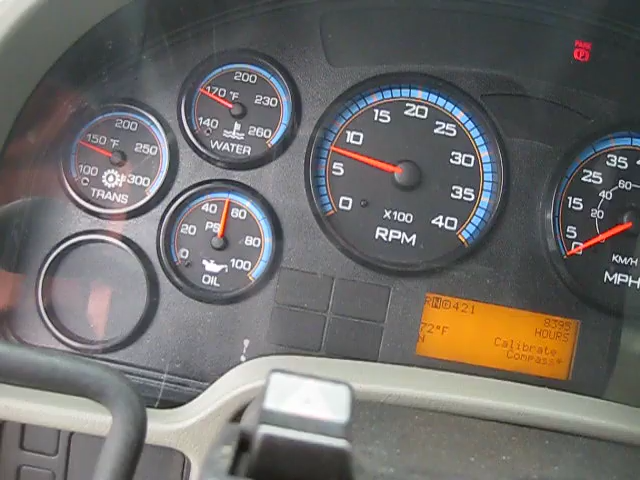 PARK
P
200
170 °F
230
140
260
C
WATER
200
150 °F
250
100
300
C
TRANS
40
60
PSI
20
80
0
100
OIL
15
20
25
10
30
5
35
0
40
X100
RPM
35
25
15
5
60
40
20
0
KM/H
MPH
8395
HOURS
72°F
N
Calibrate
Compass*